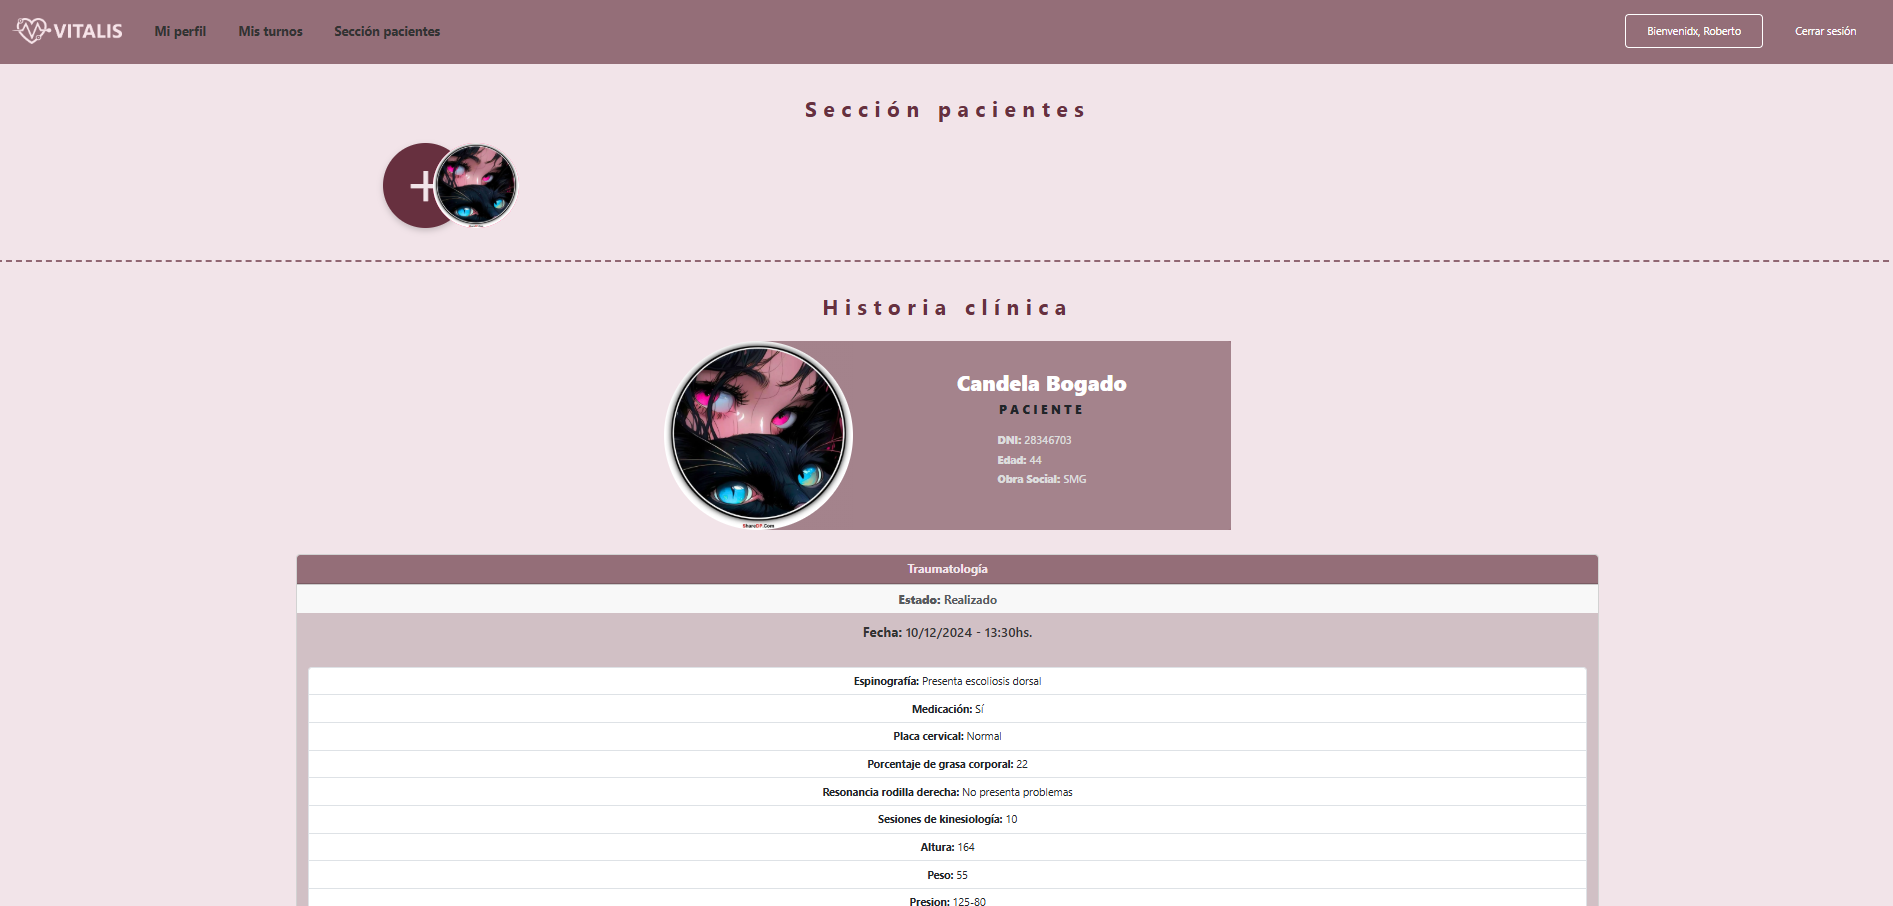 VITALIS
Mi perfil
Mis turnos
Sección pacientes
Bienvenidx, Roberto
Cerrar sesión
Sección pacientes
+
Historia clínica
ShareDP.Com
Candela Bogado
PACIENTE
DNI: 28346703
Edad: 44
Obra Social: SMG
Traumatología
Estado: Realizado
Fecha: 10/12/2024 - 13:30hs.
Espinografía: Presenta escoliosis dorsal
Medicación: Sí
Placa cervical: Normal
Porcentaje de grasa corporal: 22
Resonancia rodilla derecha: No presenta problemas
Sesiones de kinesiología: 10
Altura: 164
Peso: 55
Presion: 125-80